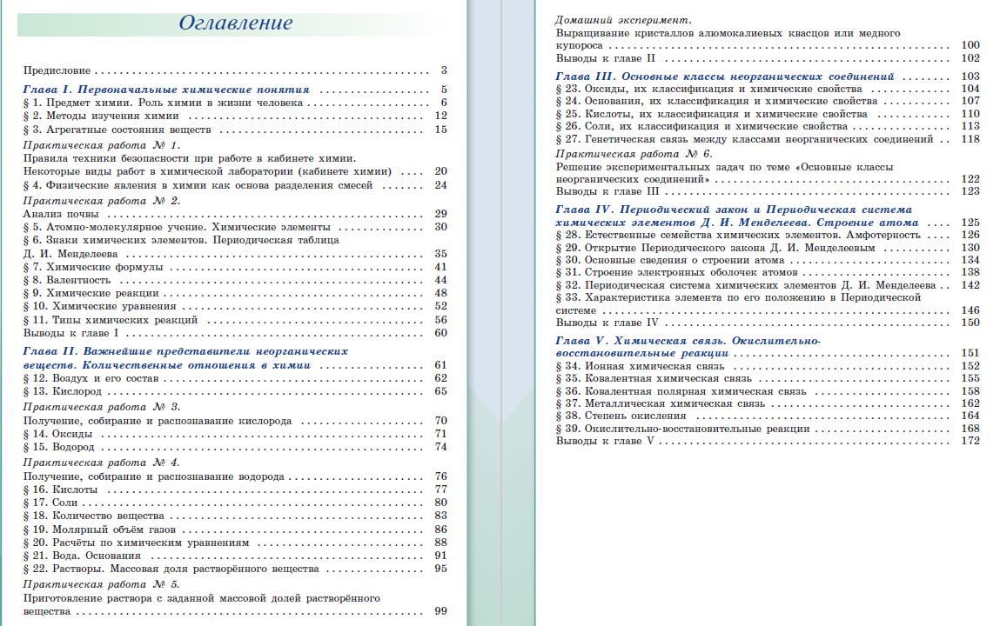 Оглавление
Предисловие . . . . . . . . . . 3
Глава I. Первоначальные химические понятия . . . . . . . . . . 5
§ 1. Предмет химии. Роль химии в жизни человека . . . . . . . . . . 6
§ 2. Методы изучения химии . . . . . . . . . . 12
§ 3. Агрегатные состояния веществ . . . . . . . . . . 15
Практическая работа № 1.
Правила техники безопасности при работе в кабинете химии.
Некоторые виды работ в химической лаборатории (кабинете химии) . . . . 20
§ 4. Физические явления в химии как основа разделения смесей . . . . . . . 24
Практическая работа № 2.
Анализ почвы . . . . . . . . . . 29
§ 5. Атомно-молекулярное учение. Химические элементы . . . . . . . . . . 30
§ 6. Знаки химических элементов. Периодическая таблица
Д. И. Менделеева . . . . . . . . . . 35
§ 7. Химические формулы . . . . . . . . . . 41
§ 8. Валентность . . . . . . . . . . 44
§ 9. Химические реакции . . . . . . . . . . 48
§ 10. Химические уравнения . . . . . . . . . . 52
§ 11. Типы химических реакций . . . . . . . . . . 56
Выводы к главе I . . . . . . . . . . 60
Глава II. Важнейшие представители неорганических
веществ. Количественные отношения в химии . . . . . . . . . . 61
§ 12. Воздух и его состав . . . . . . . . . . 62
§ 13. Кислород . . . . . . . . . . 65
Практическая работа № 3.
Получение, собирание и распознавание кислорода . . . . . . . . . . 70
§ 14. Оксиды . . . . . . . . . . 71
§ 15. Водород . . . . . . . . . . 74
Практическая работа № 4.
Получение, собирание и распознавание водорода . . . . . . . . . . 76
§ 16. Кислоты . . . . . . . . . . 77
§ 17. Соли . . . . . . . . . . 80
§ 18. Количество вещества . . . . . . . . . . 83
§ 19. Молярный объём газов . . . . . . . . . . 86
§ 20. Расчёты по химическим уравнениям . . . . . . . . . . 88
§ 21. Вода. Основания . . . . . . . . . . 91
§ 22. Растворы. Массовая доля растворённого вещества . . . . . . . . . . 95
Практическая работа № 5.
Приготовление раствора с заданной массовой долей растворённого
вещества . . . . . . . . . . 99
Домашний эксперимент.
Выращивание кристаллов алюмокалиевых квасцов или медного
купороса . . . . . . . . . . 100
Выводы к главе II . . . . . . . . . . 102
Глава III. Основные классы неорганических соединений . . . . . . . . 103
§ 23. Оксиды, их классификация и химические свойства . . . . . . . . . . 104
§ 24. Основания, их классификация и химические свойства . . . . . . . . . . 107
§ 25. Кислоты, их классификация и химические свойства . . . . . . . . . . 110
§ 26. Соли, их классификация и химические свойства . . . . . . . . . . 113
§ 27. Генетическая связь между классами неорганических соединений . . 118
Практическая работа № 6.
Решение экспериментальных задач по теме «Основные классы
неорганических соединений» . . . . . . . . . . 122
Выводы к главе III . . . . . . . . . . 123
Глава IV. Периодический закон и Периодическая система
химических элементов Д. И. Менделеева. Строение атома . . . . 125
§ 28. Естественные семейства химических элементов. Амфотерность . . . . 126
§ 29. Открытие Периодического закона Д. И. Менделеевым . . . . . . . . . . 130
§ 30. Основные сведения о строении атома . . . . . . . . . . 134
§ 31. Строение электронных оболочек атомов . . . . . . . . . . 138
§ 32. Периодическая система химических элементов Д. И. Менделеева . . 142
§ 33. Характеристика элемента по его положению в Периодической
системе . . . . . . . . . . 146
Выводы к главе IV . . . . . . . . . . 150
Глава V. Химическая связь. Окислительно-
восстановительные реакции . . . . . . . . . . 151
§ 34. Ионная химическая связь . . . . . . . . . . 152
§ 35. Ковалентная химическая связь . . . . . . . . . . 155
§ 36. Ковалентная полярная химическая связь . . . . . . . . . . 158
§ 37. Металлическая химическая связь . . . . . . . . . . 162
§ 38. Степень окисления . . . . . . . . . . 164
§ 39. Окислительно-восстановительные реакции . . . . . . . . . . 168
Выводы к главе V . . . . . . . . . . 172